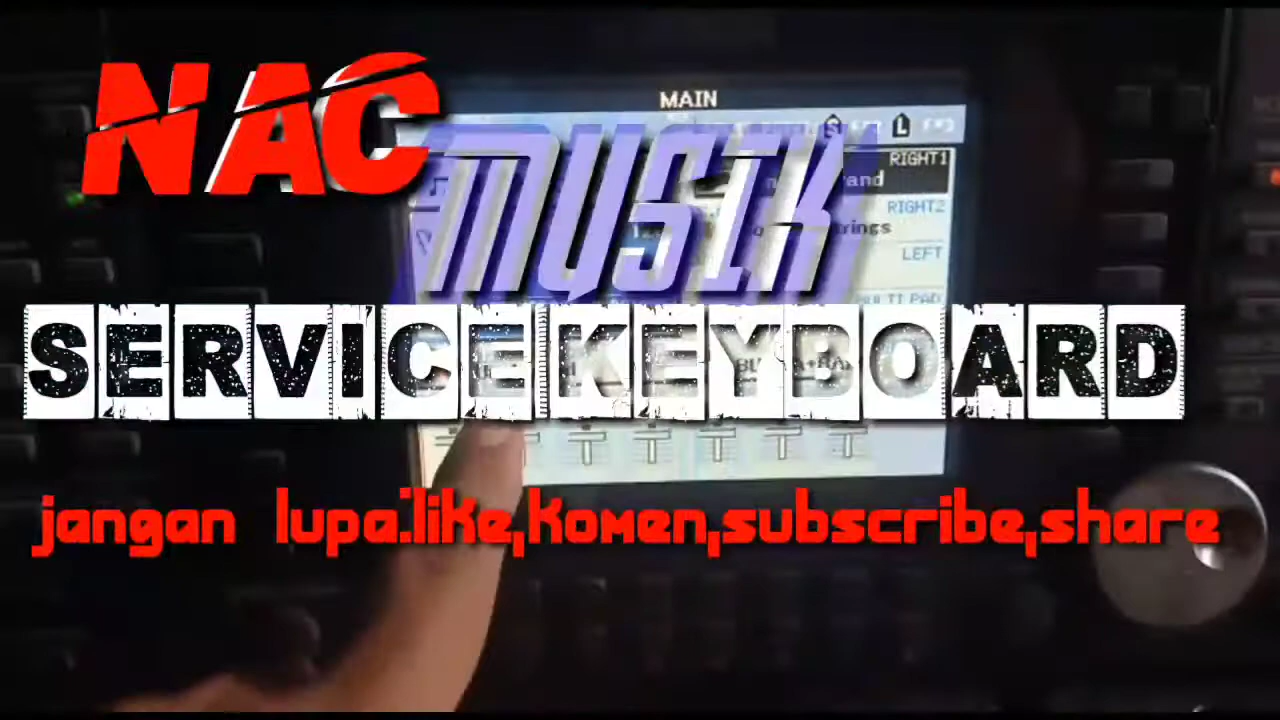 NAC
MAIN
MUSIK
RIGHT1
RIGHT2
LEFT
SERVICE KEYBOARD
jangan lupa:like,komen,subscribe,share